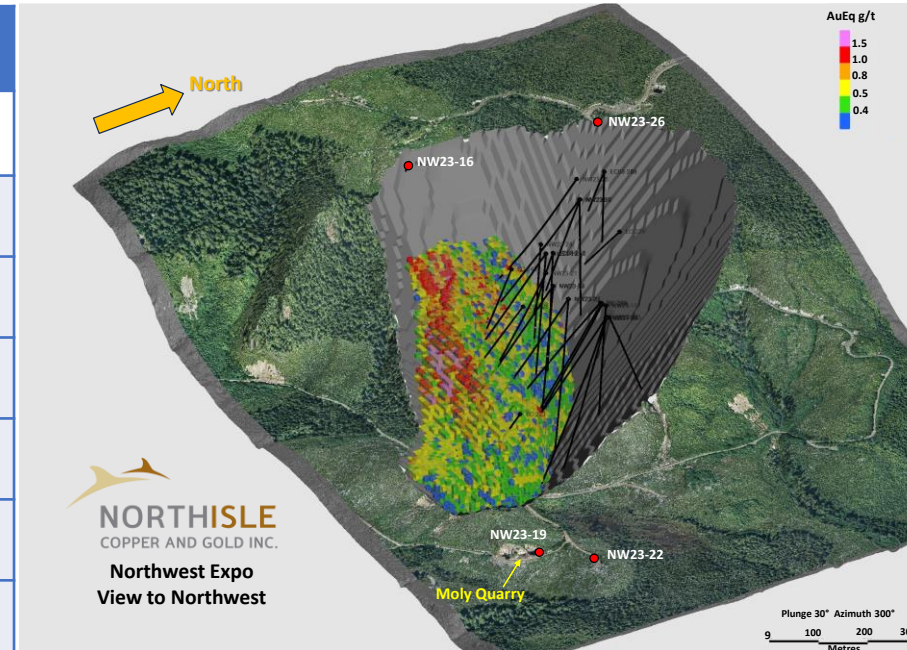 AuEq g/t
1.5
1.0
0.8
0.5
0.4
North
NW23-26
NW23-16
NORTHISLE
COPPER AND GOLD INC.
Northwest Expo
View to Northwest
NW23-19
NW23-22
Moly Quarry
Plunge 30° Azimuth 300°
9 100 200
Metres